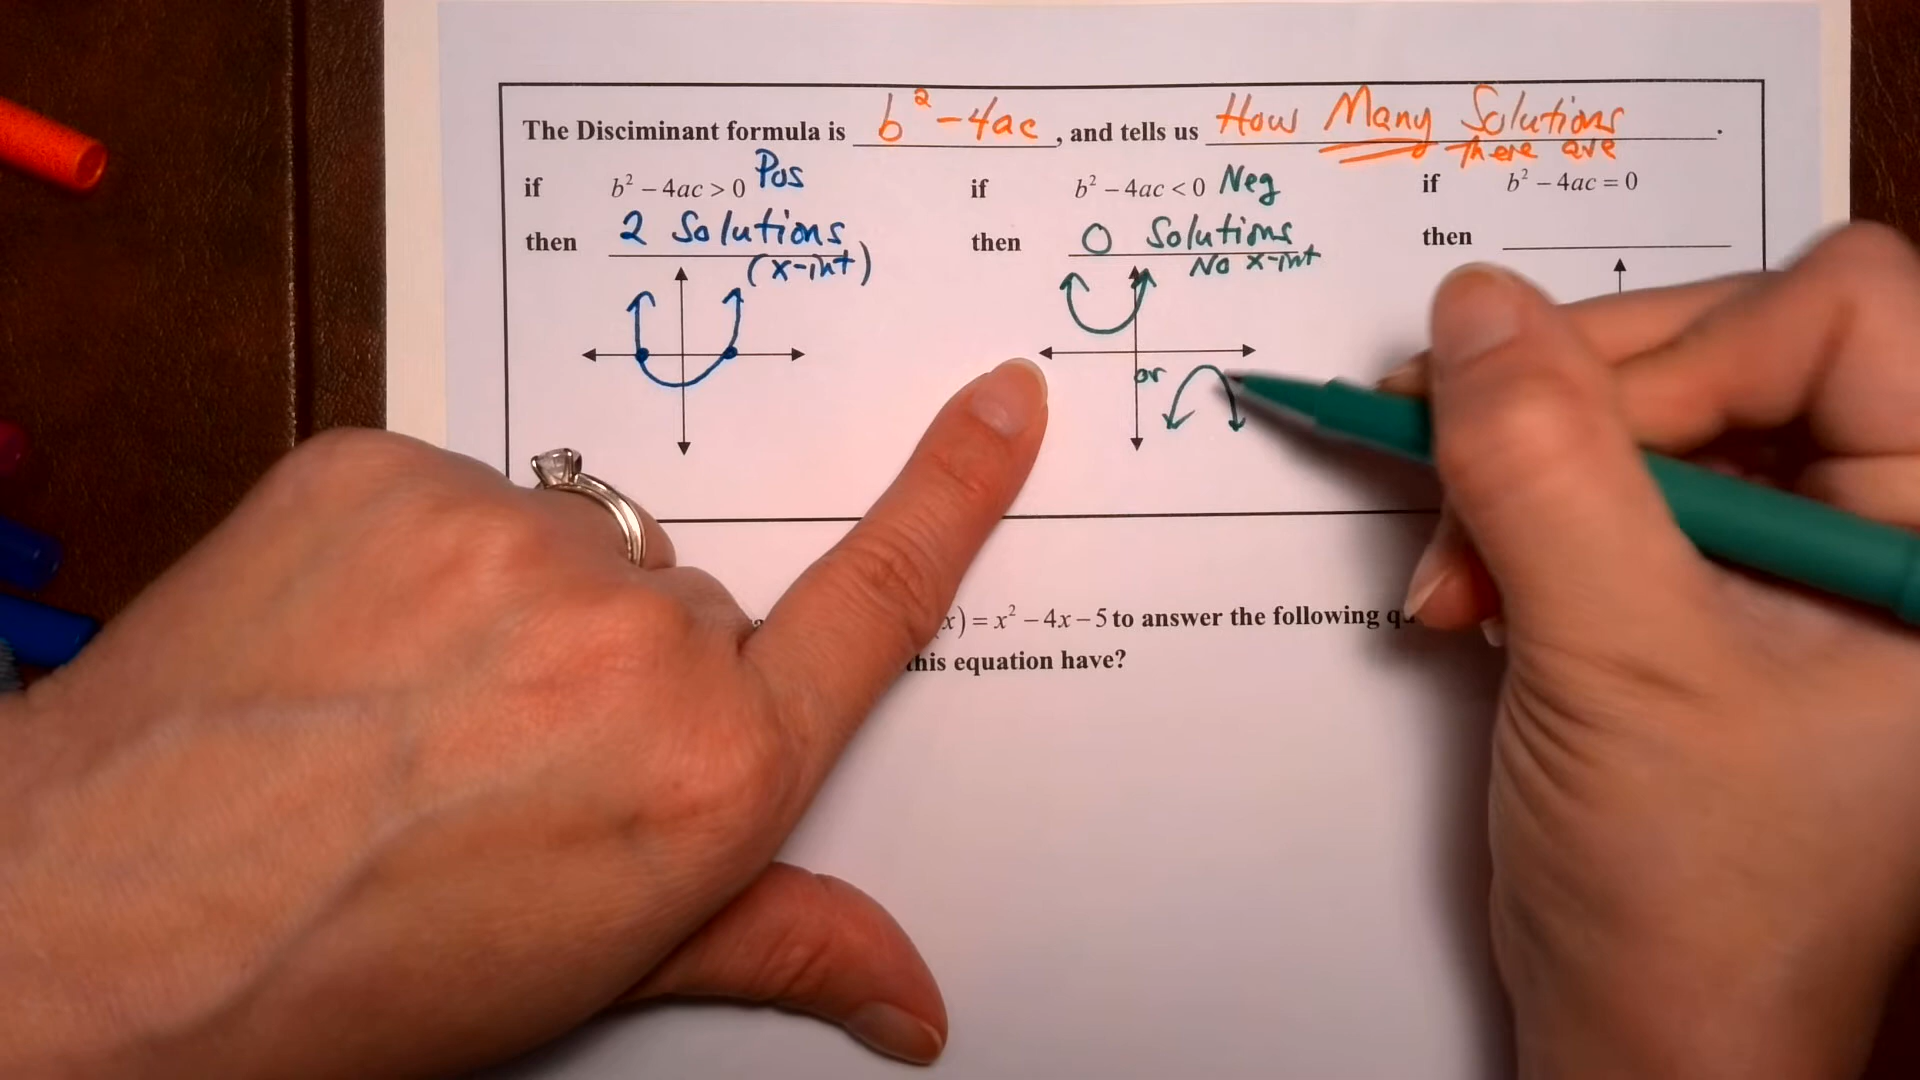 The Disciminant formula is b² - 4ac, and tells us How Many Solutions.
There are
if b² – 4ac > 0 Pos if b² – 4ac < 0 Neg if b² – 4ac = 0
then 2 Solutions then 0 Solutions then
(x-int) No x-int
or
x) = x² – 4x – 5 to answer the following
this equation have?